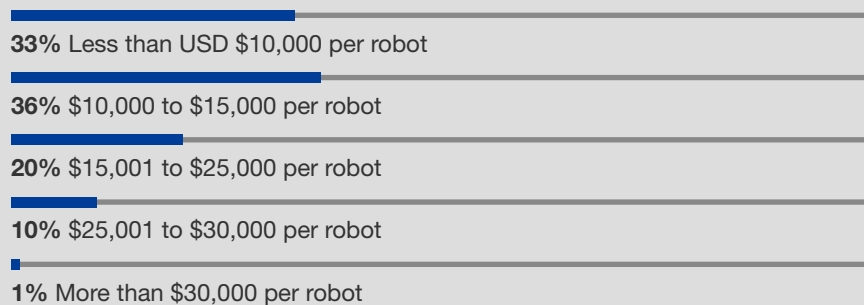 33% Less than USD $10,000 per robot
36% $10,000 to $15,000 per robot
20% $15,001 to $25,000 per robot
10% $25,001 to $30,000 per robot
1% More than $30,000 per robot